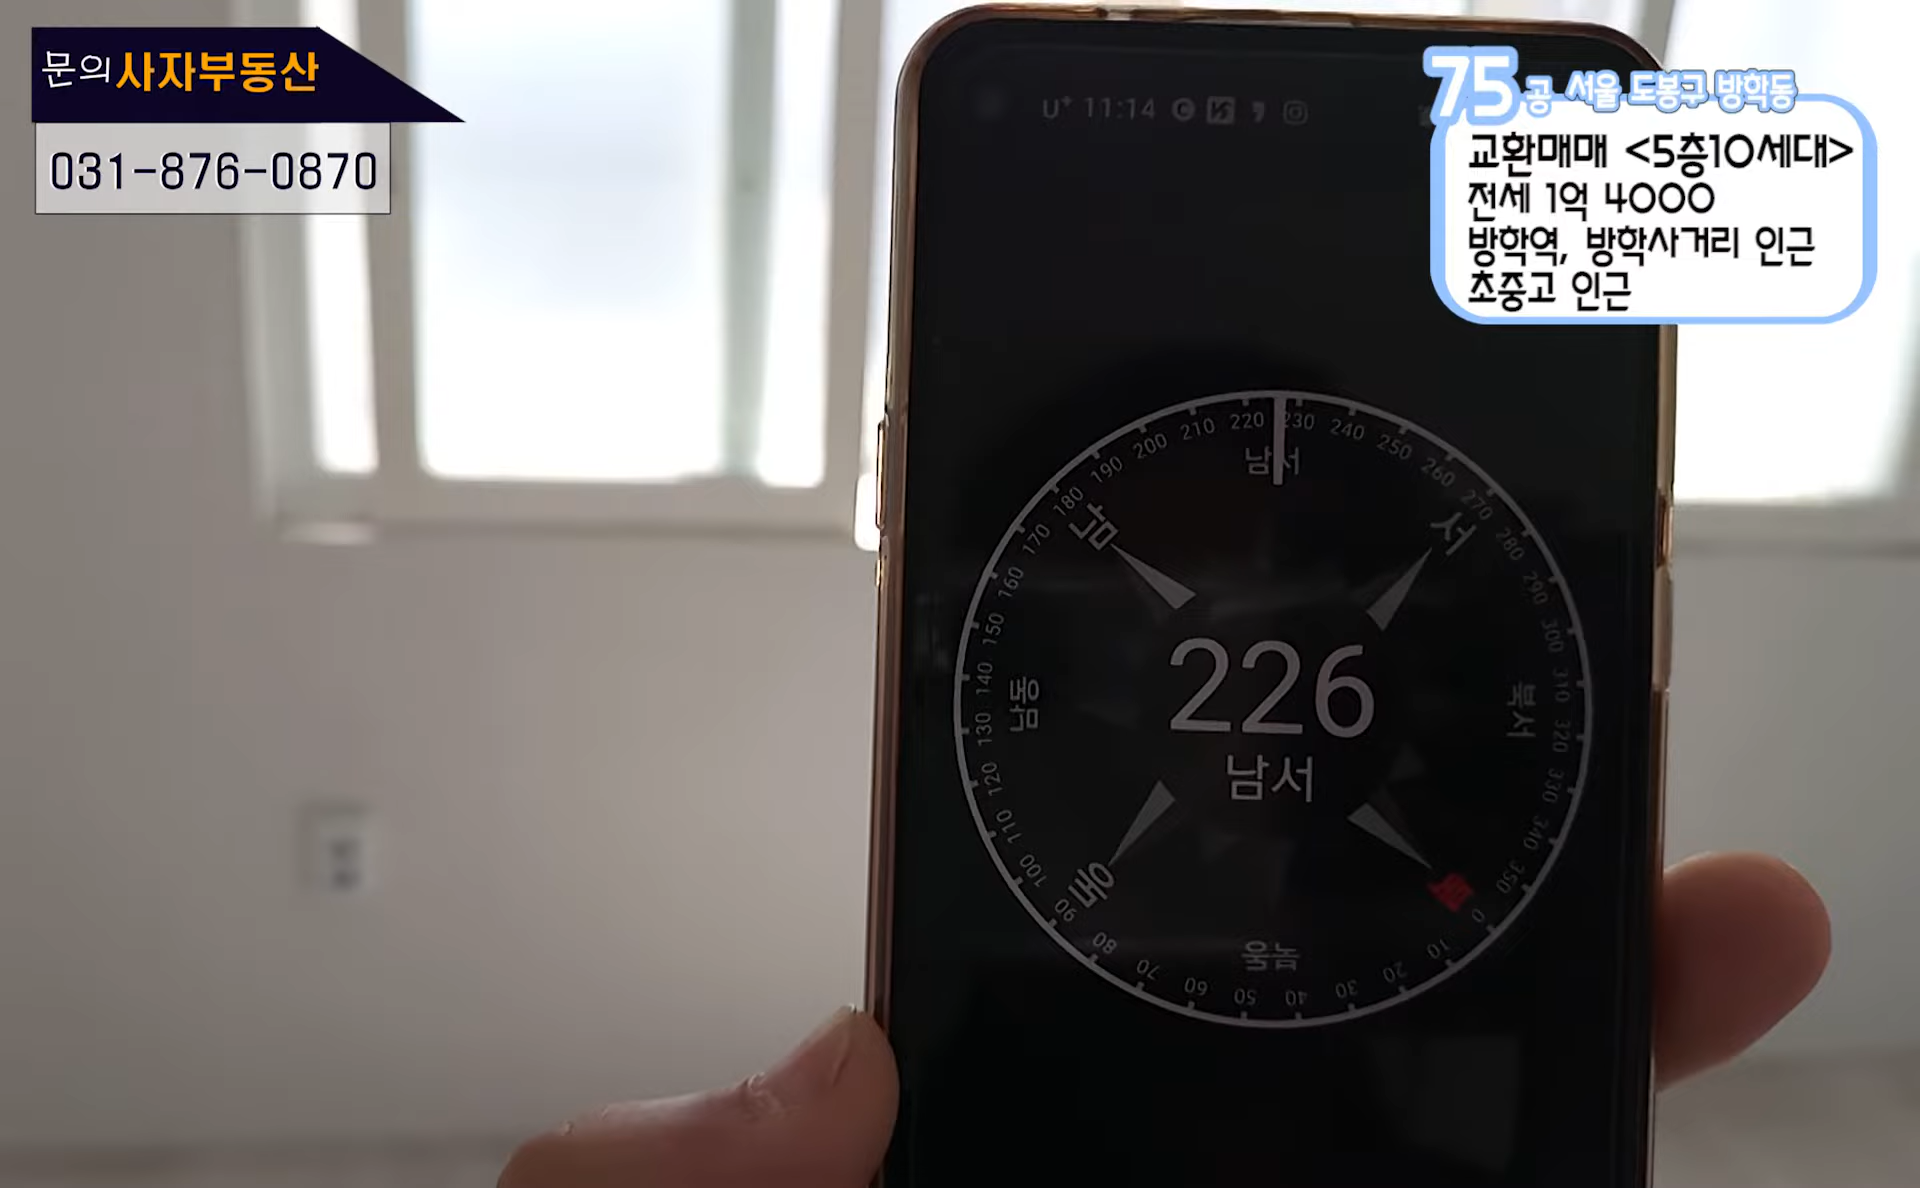 문의 사자부동산
031-876-0870
75공 서울 도봉구 방학동
교환매매 <5층10세대>
전세 1억 4000
방학역, 방학사거리 인근
초중고 인근
U+ 11:14
220 230 240 250 260 270 280 290 300 310 320 330 340 350 0 10 20 30 40 50 60 70 80 90 100 110 120 130 140 150 160 170 180 190 200 210
남서
남
서
남동
북서
226
남서
동
북